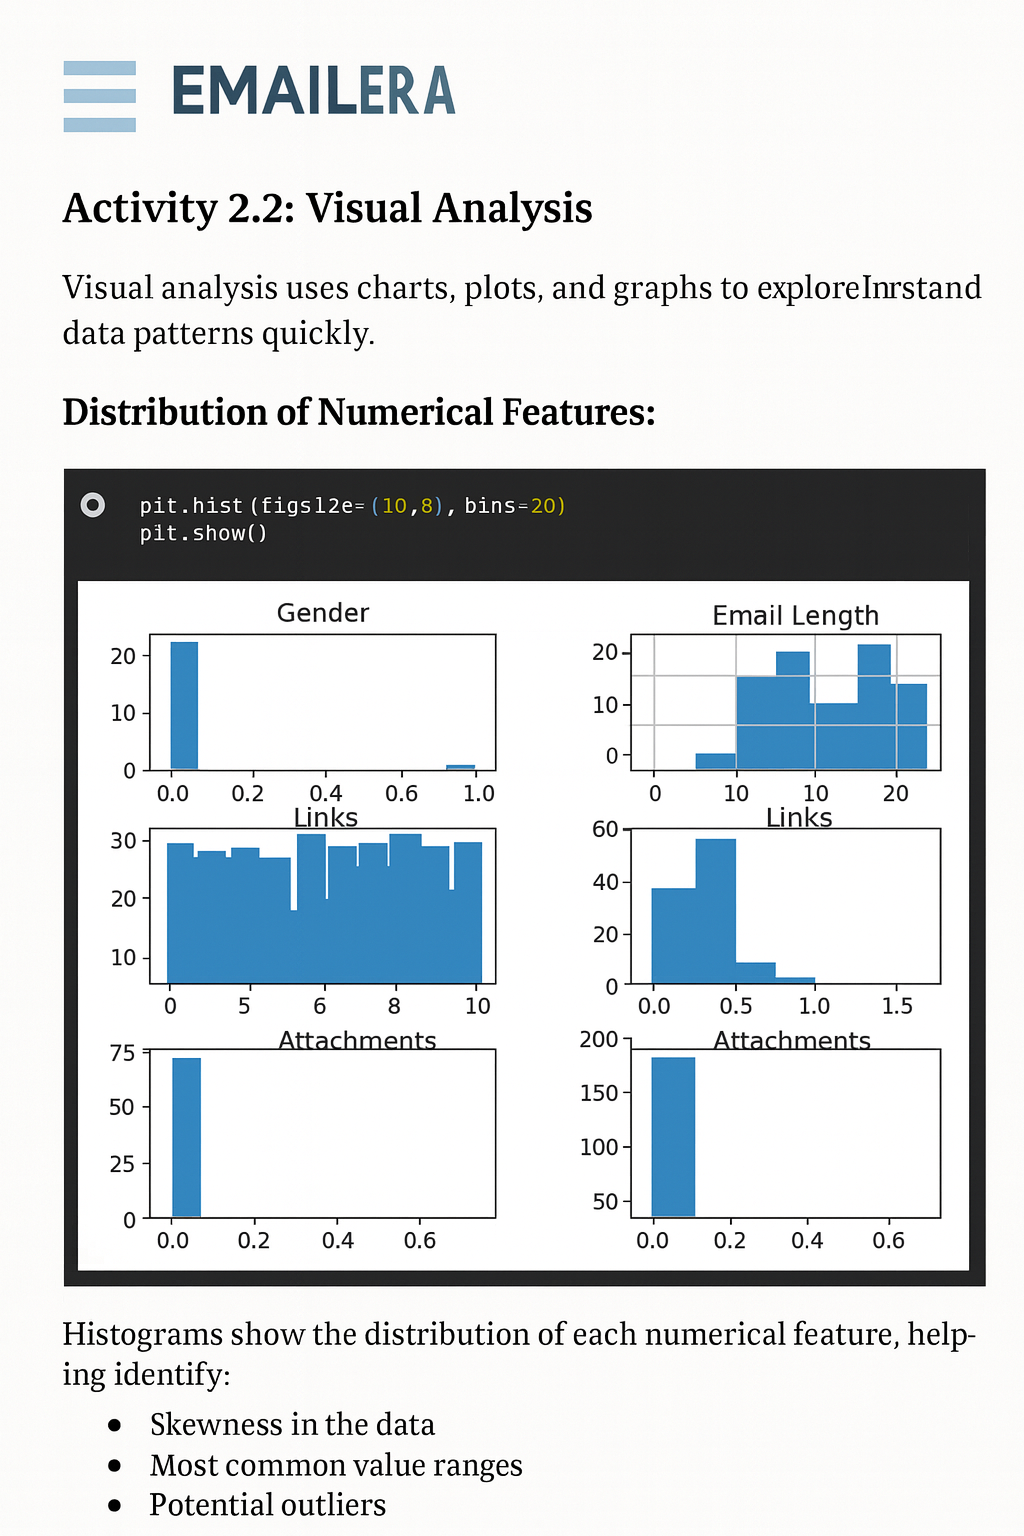 EMAILERA
Activity 2.2: Visual Analysis
Visual analysis uses charts, plots, and graphs to exploreInrstand
data patterns quickly.
Distribution of Numerical Features:
pit.hist (figsl2e=(10,8), bins=20)
pit.show()
Gender
20
10
0
0.0 0.2 0.4 0.6 1.0
Email Length
20
10
0
0 10 10 20
Links
30
20
10
0 5 6 8 10
Links
60
40
20
0
0.0 0.5 1.0 1.5
Attachments
75
50
25
0
0.0 0.2 0.4 0.6
Attachments
200
150
100
50
0.0 0.2 0.4 0.6
Histograms show the distribution of each numerical feature, help-
ing identify:
• Skewness in the data
• Most common value ranges
• Potential outliers